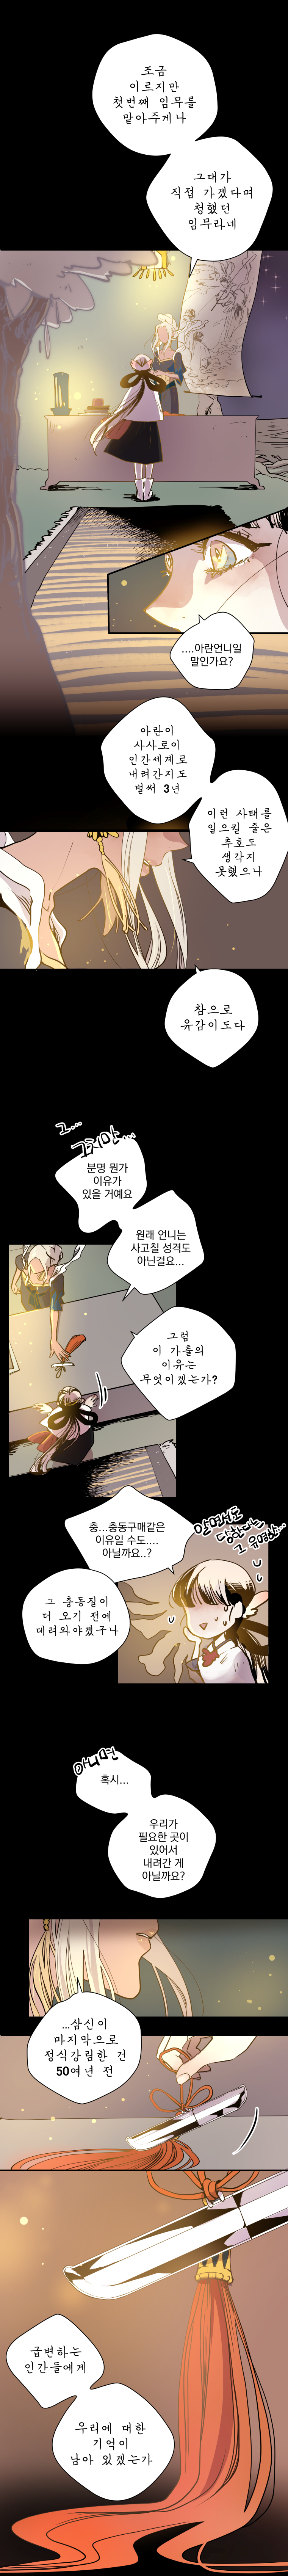 조금
이르지만
첫번째 임무를
맡아주게나
그대가
직접 가겠다며
청했던
임무라네
....아란언니일
말인가요?
아란이
사사로이
인간세계로
내려간지도
벌써 3년
이런 사태를
일으킬 줄은
추호도
생각지
못했으나
참으로
유감이도다
그...
그치만...
분명 뭔가
이유가
있을 거예요
원래 언니는
사고칠 성격도
아닌걸요...
그럼
이 가출의
이유는
무엇이겠는가?
충...충동구매같은
이유일 수도....
아닐까요..?
알면서도
당한다는
그 유명한...
그 충동질이
더 오기 전에
데려와야겠구나
아니면
혹시...
우리가
필요한 곳이
있어서
내려간 게
아닐까요?
...삼신이
마지막으로
정식강림한 건
50여년 전
급변하는
인간들에게
우리에 대한
기억이
남아 있겠는가